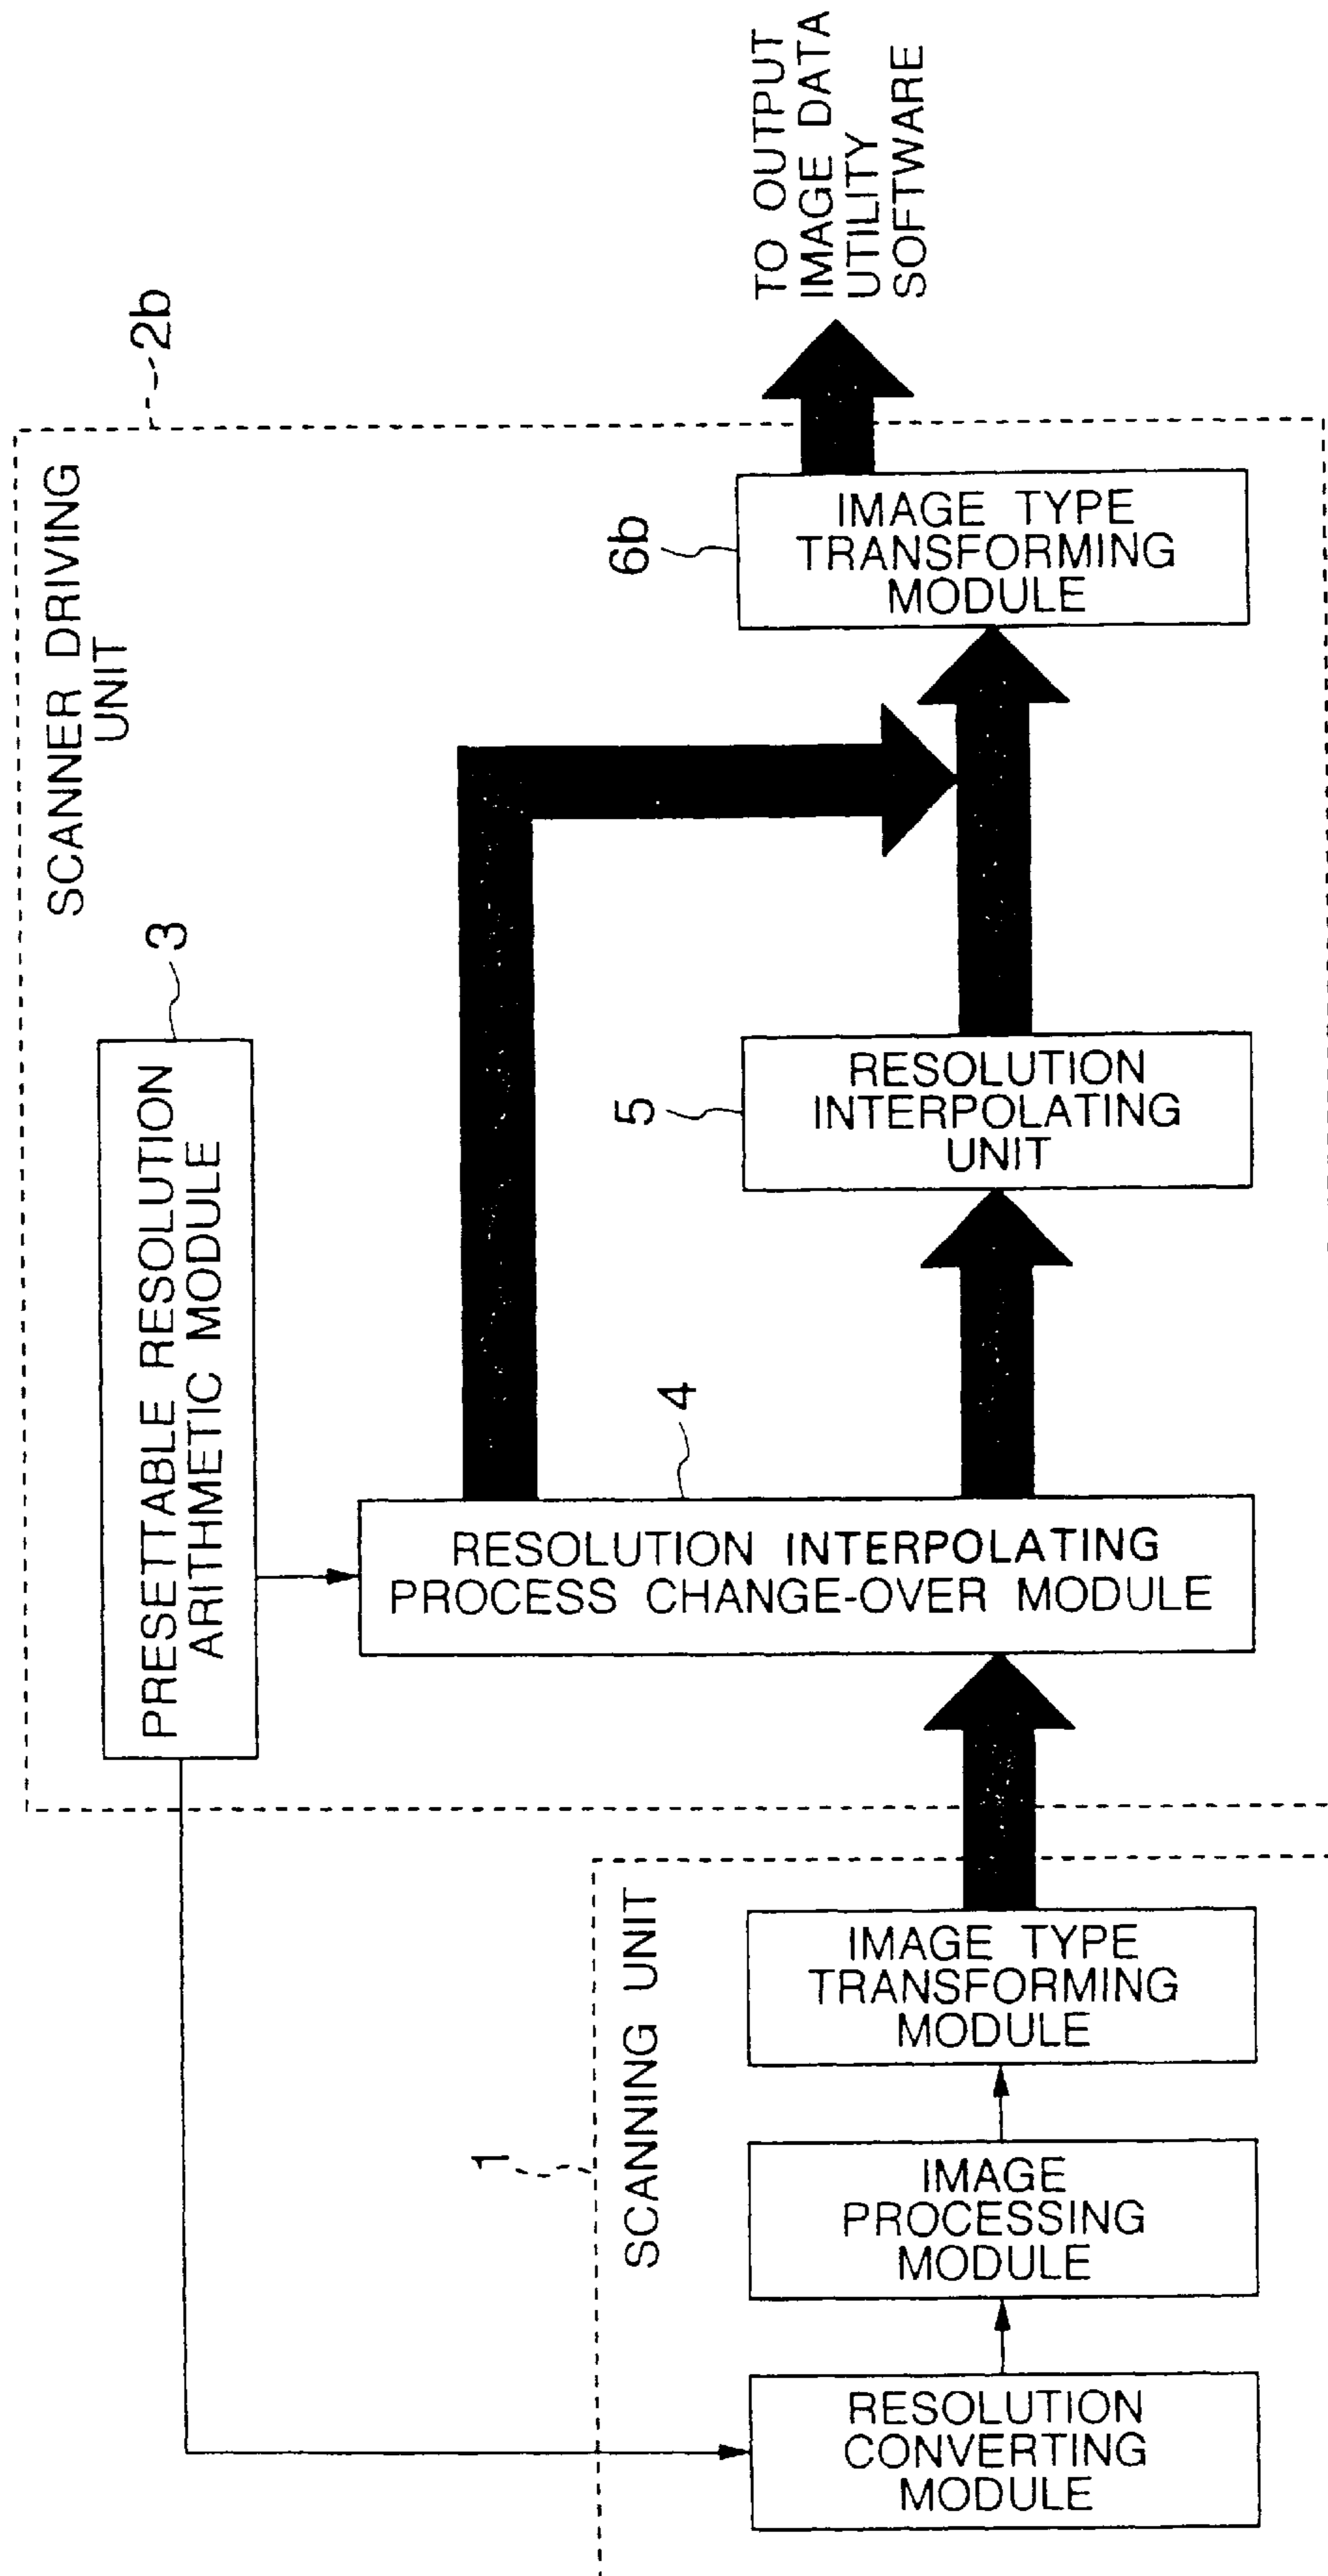 1
SCANNING UNIT
RESOLUTION
CONVERTING
MODULE
IMAGE
PROCESSING
MODULE
IMAGE TYPE
TRANSFORMING
MODULE
SCANNER DRIVING
UNIT
2b
PRESETTABLE RESOLUTION
ARITHMETIC MODULE
3
RESOLUTION INTERPOLATING
PROCESS CHANGE-OVER MODULE
4
RESOLUTION
INTERPOLATING
UNIT
5
IMAGE TYPE
TRANSFORMING
MODULE
6b
TO OUTPUT
IMAGE DATA
UTILITY
SOFTWARE